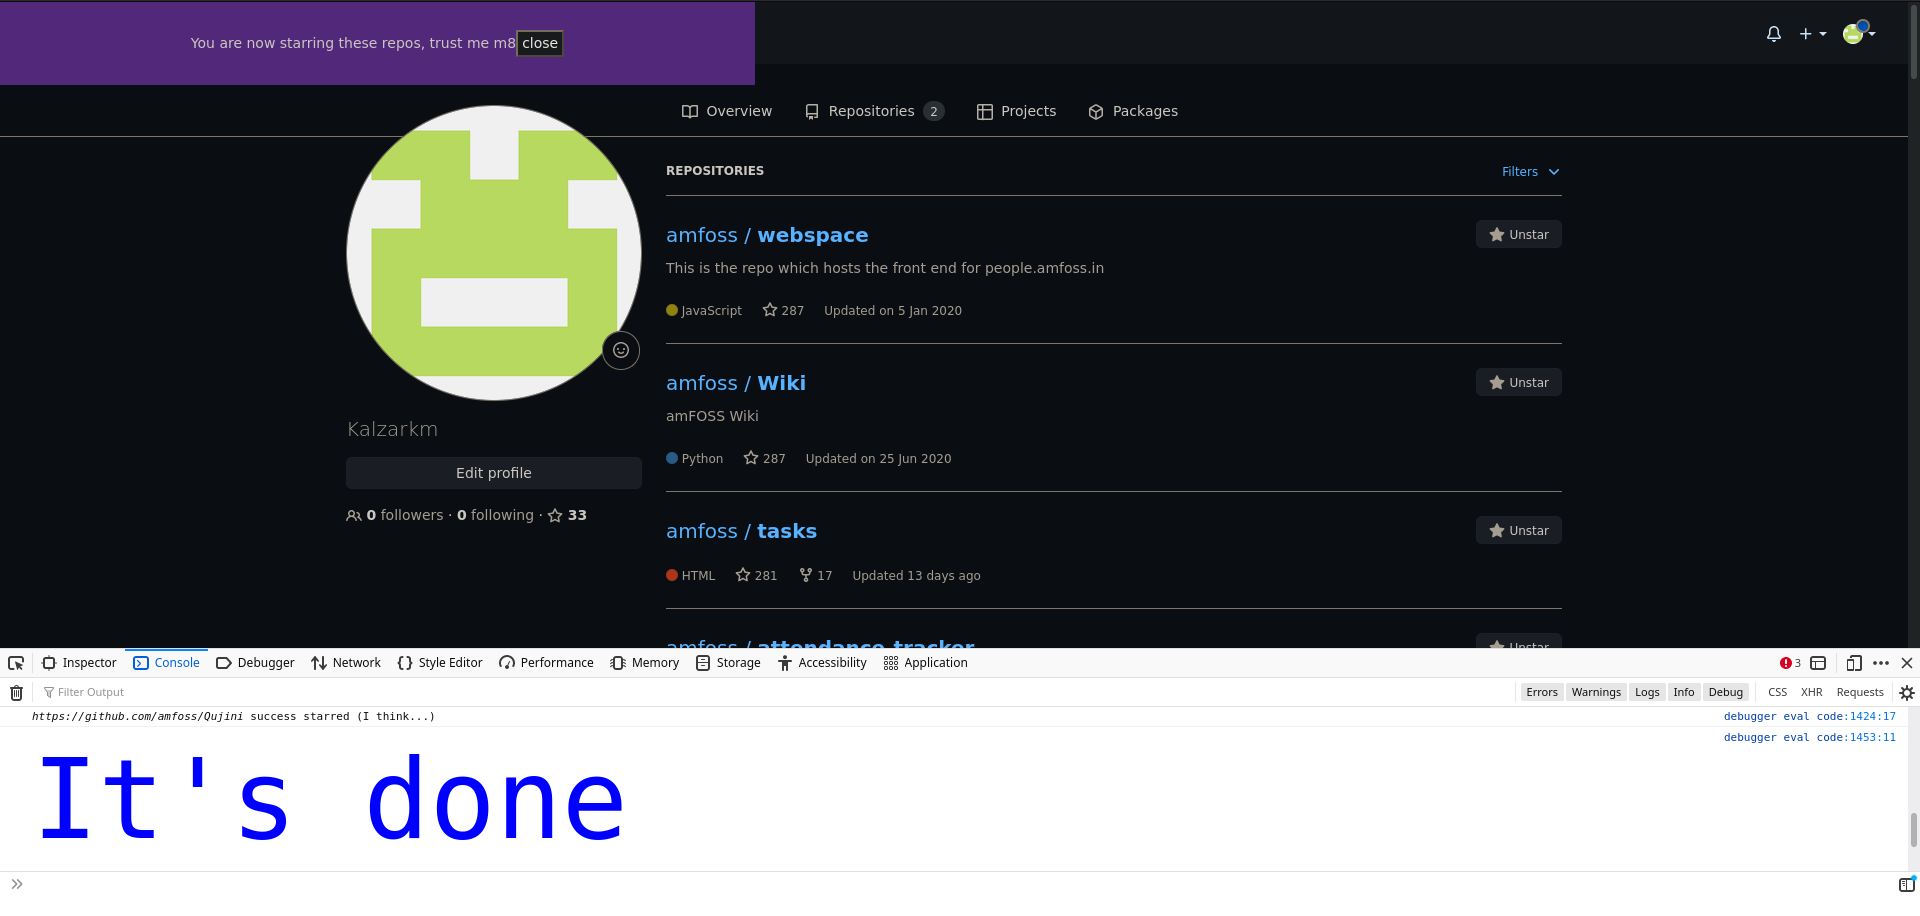 You are now starring these repos, trust me m8 close
Overview Repositories 2 Projects Packages
REPOSITORIES Filters
amfoss / webspace Unstar
This is the repo which hosts the front end for people.amfoss.in
JavaScript 287 Updated on 5 Jan 2020
amfoss / Wiki Unstar
amFOSS Wiki
Python 287 Updated on 25 Jun 2020
Kalzarkm
Edit profile
0 followers · 0 following · 33
amfoss / tasks Unstar
HTML 281 17 Updated 13 days ago
amfoss / attendance-tracker Unstar
Inspector Console Debugger Network Style Editor Performance Memory Storage Accessibility Application 3
Filter Output Errors Warnings Logs Info Debug CSS XHR Requests
https://github.com/amfoss/Qujini success starred (I think...) debugger eval code:1424:17
debugger eval code:1453:11
It's done